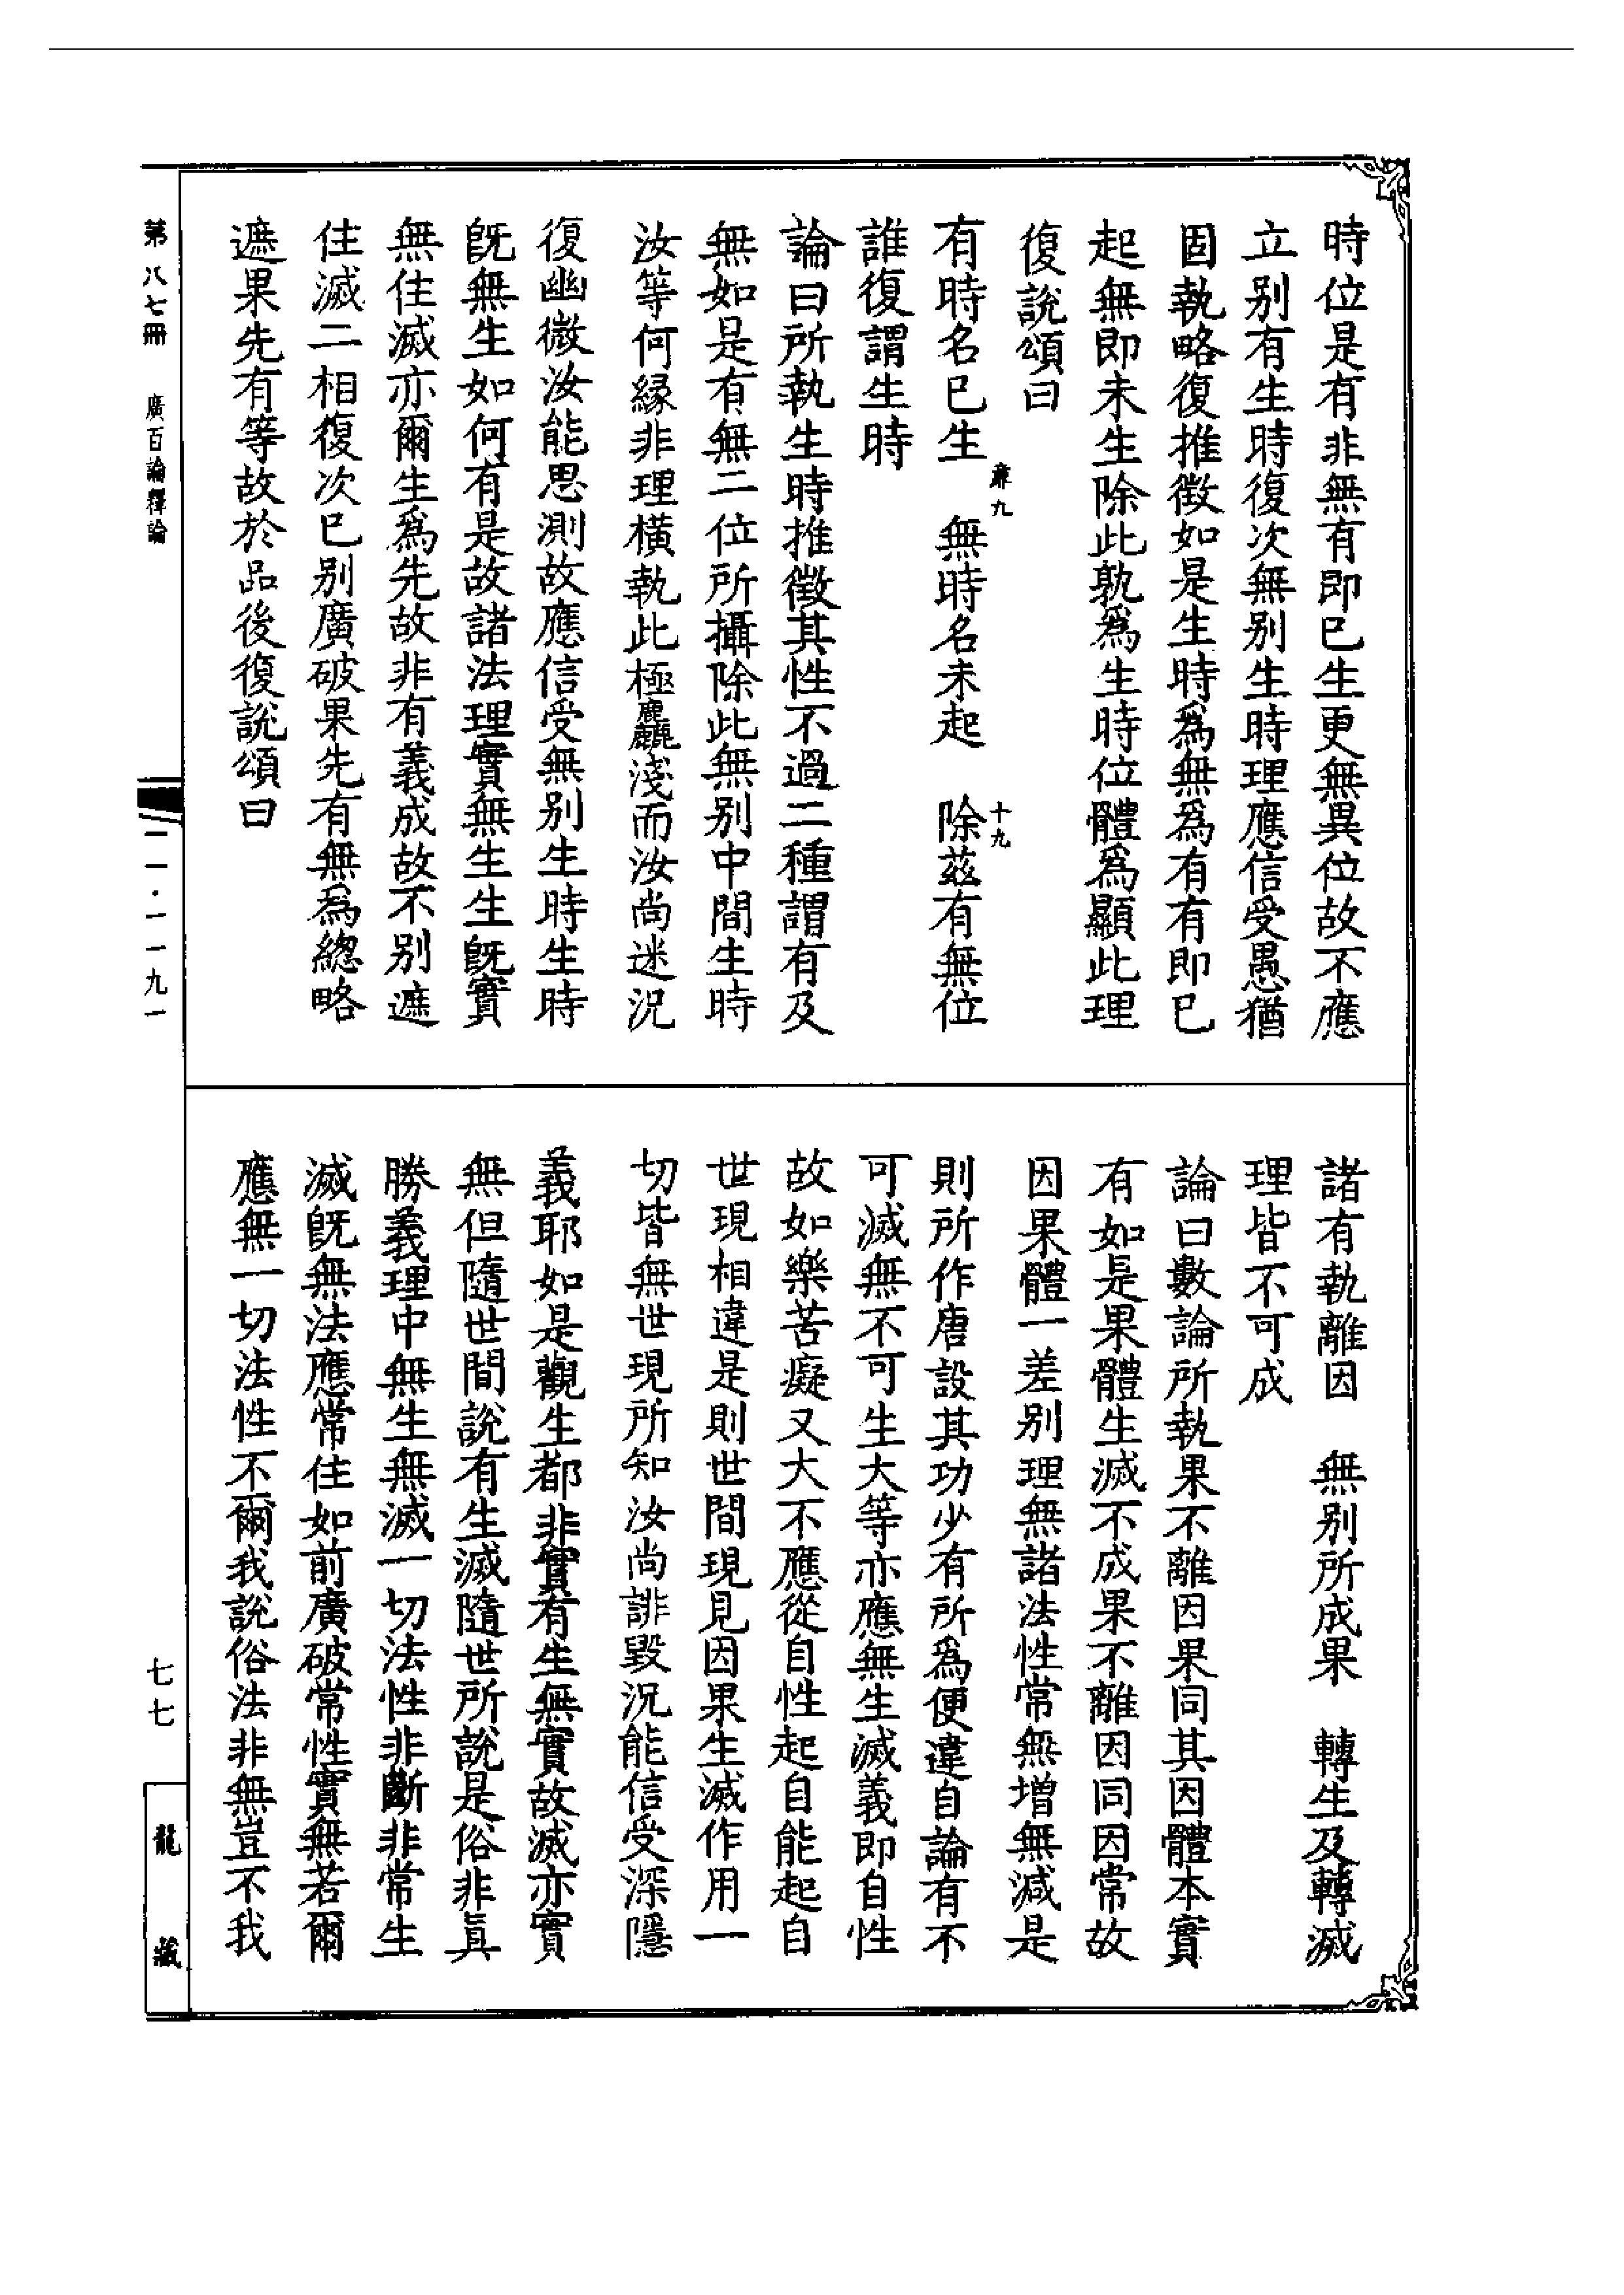 時位是有非無有即已生更無異位故不應
立别有生時復次無别生時理應信受愚猶
固執略復推徴如是生時爲無爲有有即已
起無即未生除此孰爲生時位體爲顯此理
復說頌曰
有時名已生　無時名未起　除茲有無位
誰復謂生時
論曰所執生時推徴其性不過二種謂有及
無如是有無二位所攝除此無别中間生時
汝等何緣非理橫執此極麤淺而汝尚迷况
復幽微汝能思測故應信受無别生時生時
旣無生如何有是故諸法理實無生生旣實
無住滅亦爾生爲先故非有義成故不别遮
住滅二相復次已别廣破果先有無爲總略
遮果先有等故於品後復說頌曰
靡九
十九
諸有執離因　無别所成果　轉生及轉滅
理皆不可成
論曰數論所執果不離因果同其因體本實
有如是果體生滅不成果不離因同因常故
因果體一差别理無諸法性常無增無減是
則所作唐設其功少有所爲便違自論有不
可滅無不可生大等亦應無生滅義即自性
故如樂苦癡又大不應從自性起自能起自
世現相違是則世間現見因果生滅作用一
切皆無世現所知汝尚誹毀况能信受深隱
義耶如是觀生都非實有生無實故滅亦實
無但隨世間說有生滅隨世所說是俗非真
勝義理中無生無滅一切法性非斷非常生
滅旣無法應常住如前廣破常性實無若爾
應無一切法性不爾我說俗法非無豈不我
第八七冊　廣百論釋論
二一·一一九一
七七
龍藏